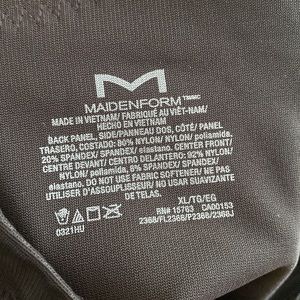 M
MAIDENFORM™MC
MADE IN VIETNAM/ FABRIQUÉ AU VIÊT-NAM/
HECHO EN VIETNAM
BACK PANEL, SIDE/PANNEAU DOS, CÔTÉ/ PANEL
TRASERO, COSTADO: 80% NYLON/ NYLON/ poliamida,
20% SPANDEX/ SPANDEX/ elastano. CENTER FRONT/
CENTRE DEVANT/ CENTRO DELANTERO: 92% NYLON/
NYLON/ poliamida, 8% SPANDEX/ SPANDEX/
elastano. DO NOT USE FABRIC SOFTENER/ NE PAS
UTILISER D'ASSOUPLISSEUR/ NO USAR SUAVIZANTE
DE TELAS.
XL/TG/EG
RN# 15763 CA00153
0321HU
2368/FL2368/P2368/2368J